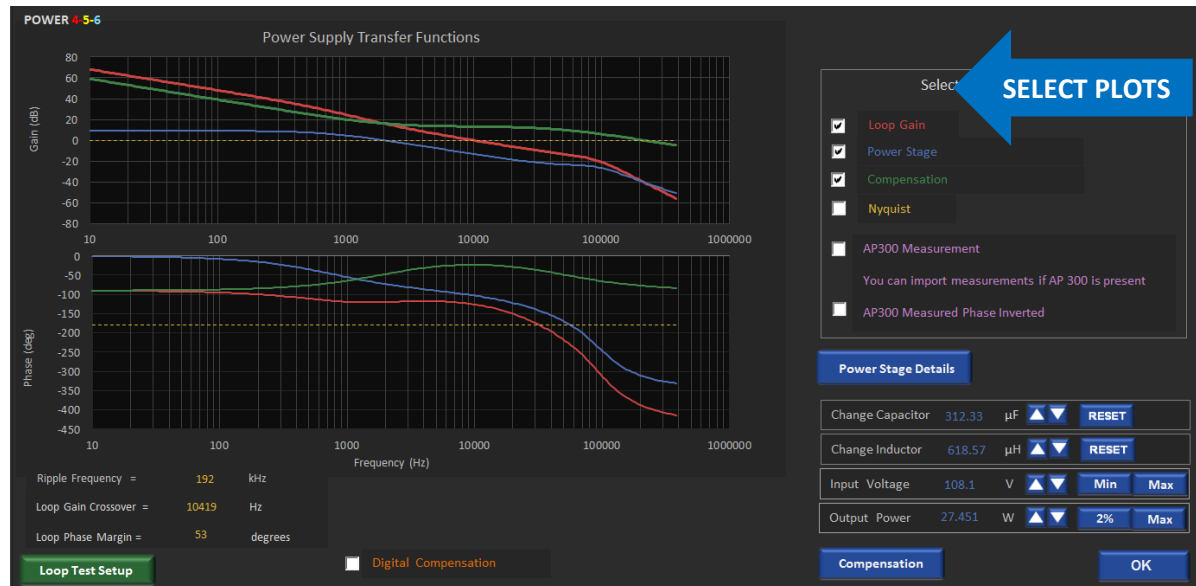 POWER 4-5-6
Power Supply Transfer Functions
80
60
40
20
0
-20
-40
-60
-80
Gain (dB)
10 100 1000 10000 100000 1000000
0
-50
-100
-150
-200
-250
-300
-350
-400
-450
Phase (deg)
10 100 1000 10000 100000 1000000
Frequency (Hz)
Ripple Frequency = 192 kHz
Loop Gain Crossover = 10419 Hz
Loop Phase Margin = 53 degrees
Loop Test Setup
Digital Compensation
Select
SELECT PLOTS
Loop Gain
Power Stage
Compensation
Nyquist
AP300 Measurement
You can import measurements if AP 300 is present
AP300 Measured Phase Inverted
Power Stage Details
Change Capacitor 312.33 µF RESET
Change Inductor 618.57 µH RESET
Input Voltage 108.1 V Min Max
Output Power 27.451 W 2% Max
Compensation
OK